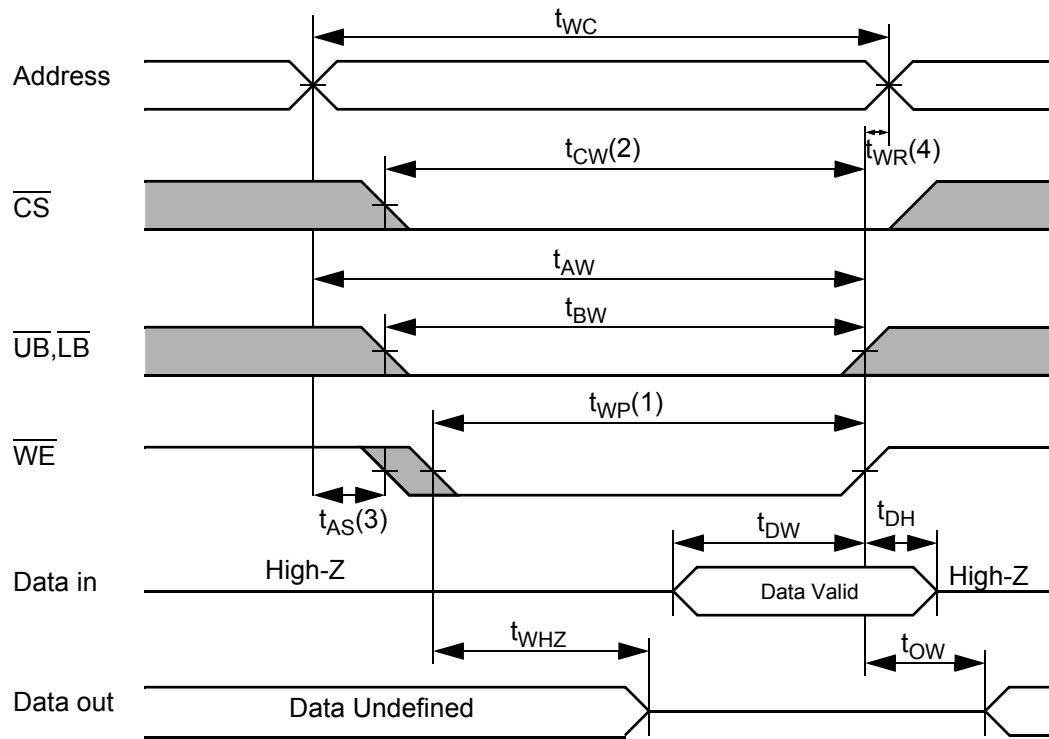 tWC
Address
tCW(2)
tWR(4)
CS
tAW
tBW
UB,LB
tWP(1)
WE
tAS(3)
tDW
tDH
High-Z
High-Z
Data in
Data Valid
tWHZ
tOW
Data out
Data Undefined